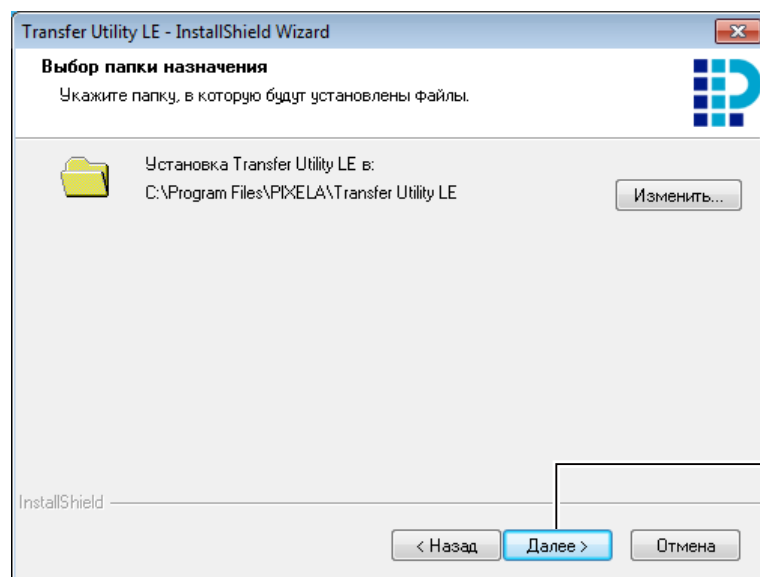 Transfer Utility LE - InstallShield Wizard
Выбор папки назначения
Укажите папку, в которую будут установлены файлы.
Установка Transfer Utility LE в:
C:\Program Files\PIXELA\Transfer Utility LE
Изменить...
InstallShield
< Назад
Далее >
Отмена